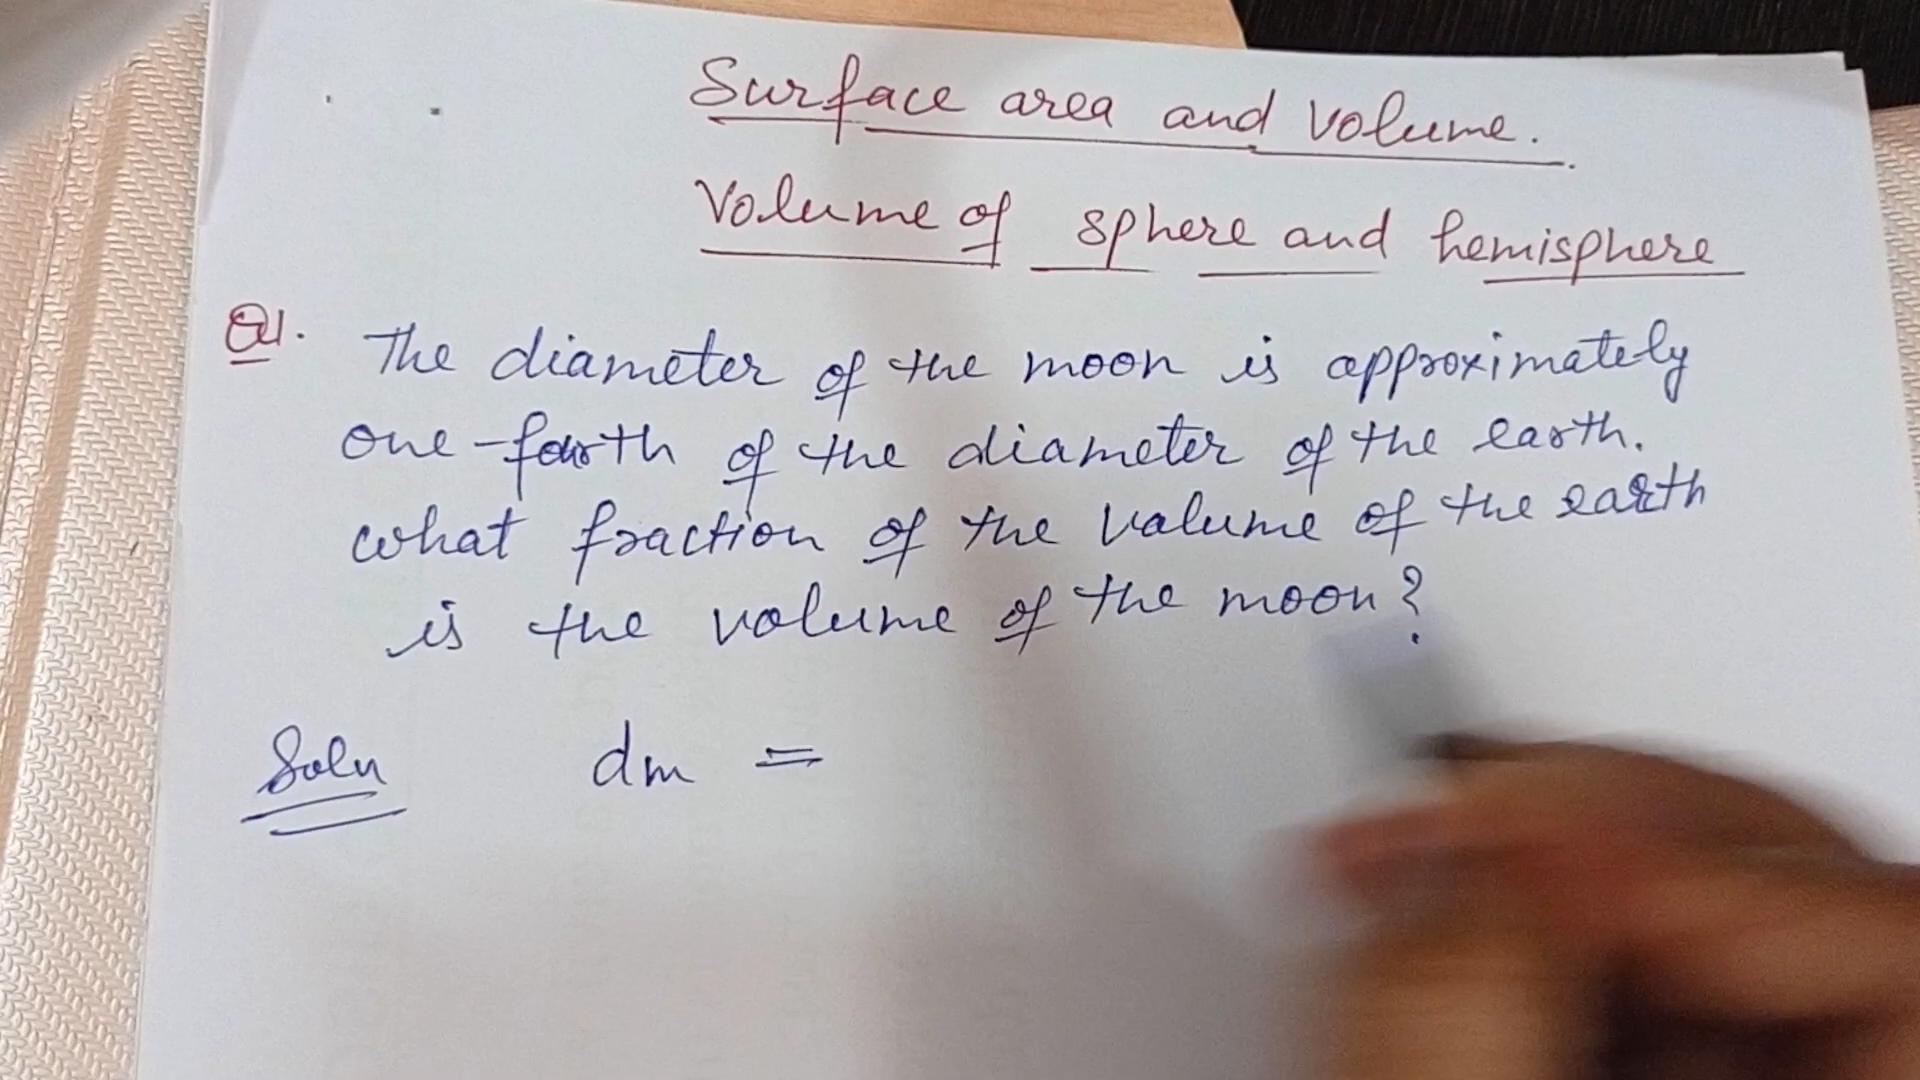 Surface area and volume.
Volume of sphere and hemisphere
Q1. The diameter of the moon is approximately
one-fourth of the diameter of the earth.
what fraction of the volume of the earth
is the volume of the moon?
Soln dm =